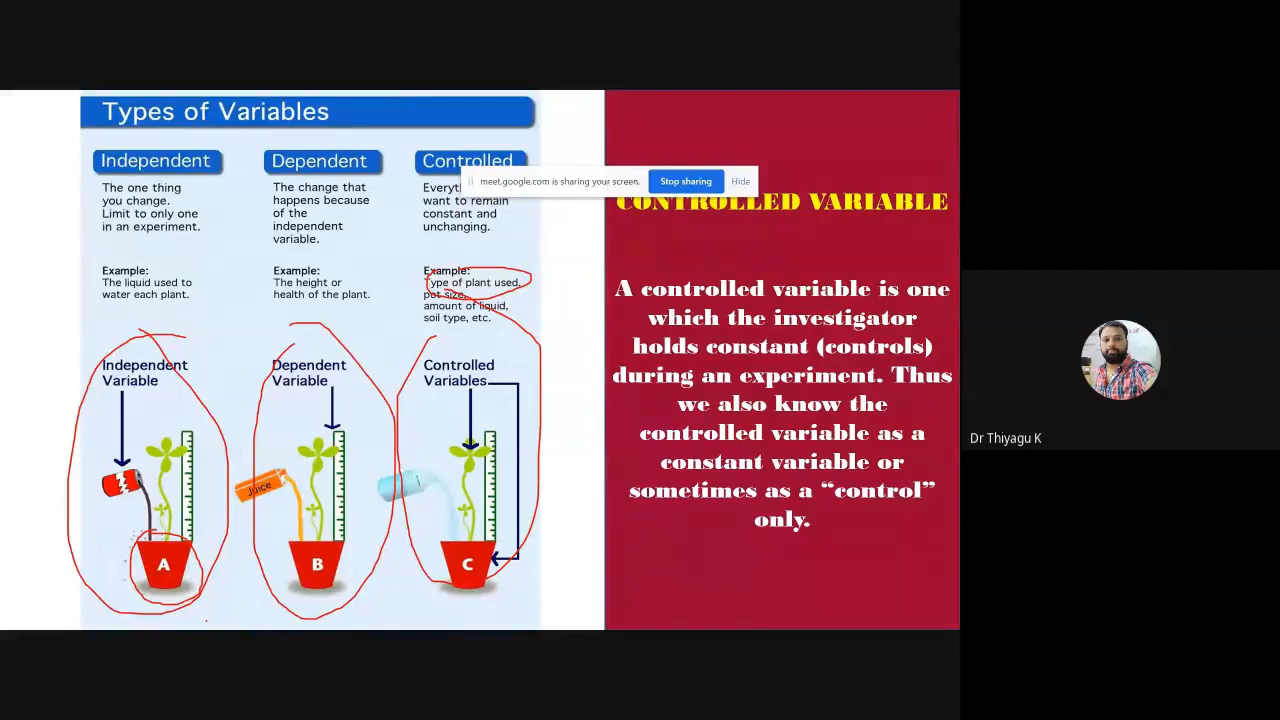 Types of Variables
Independent
Dependent
Controlled
The one thing
you change.
Limit to only one
in an experiment.
The change that
happens because
of the
independent
variable.
want to remain
constant and
unchanging.
Example:
The liquid used to
water each plant.
Example:
The height or
health of the plant.
Example:
Type of plant used,
pot size,
amount of liquid,
soil type, etc.
Independent
Variable
Dependent
Variable
Controlled
Variables
Juice
A
B
C
meet.google.com is sharing your screen.
Stop sharing
Hide
CONTROLLED VARIABLE
A controlled variable is one
which the investigator
holds constant (controls)
during an experiment. Thus
we also know the
controlled variable as a
constant variable or
sometimes as a “control”
only.
Dr Thiyagu K